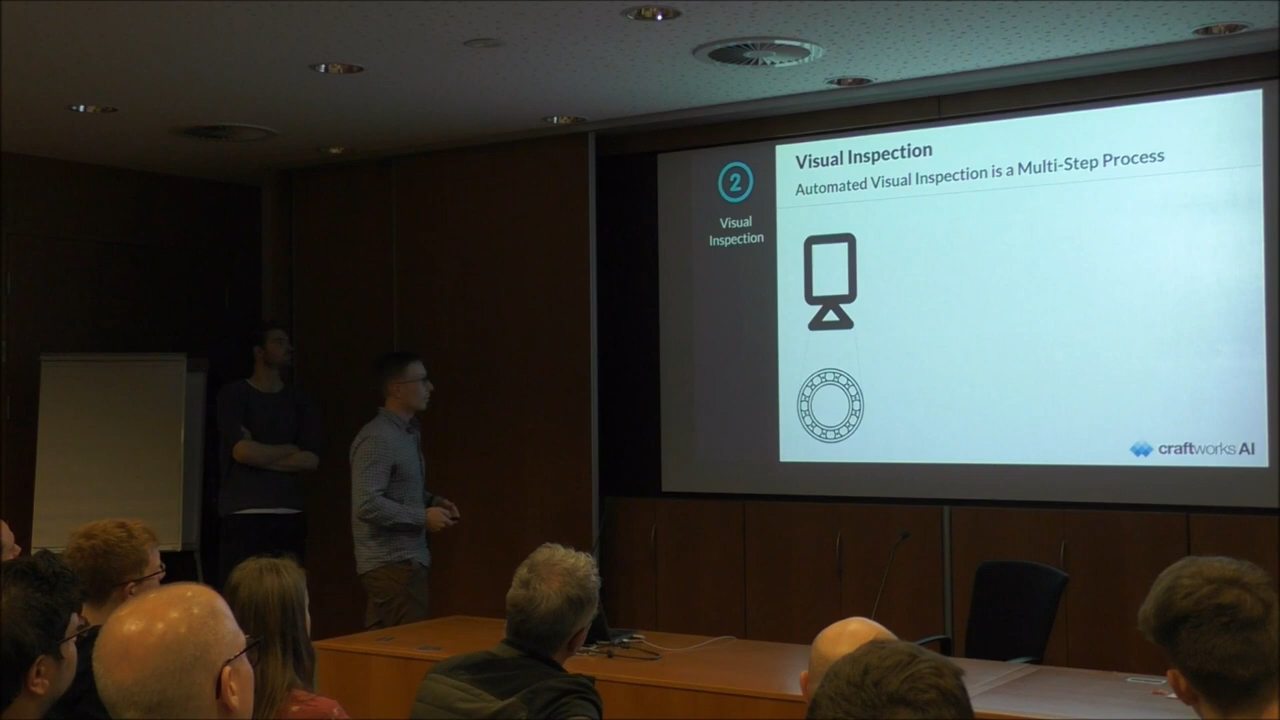 2
Visual
Inspection
Visual Inspection
Automated Visual Inspection is a Multi-Step Process
craftworks AI